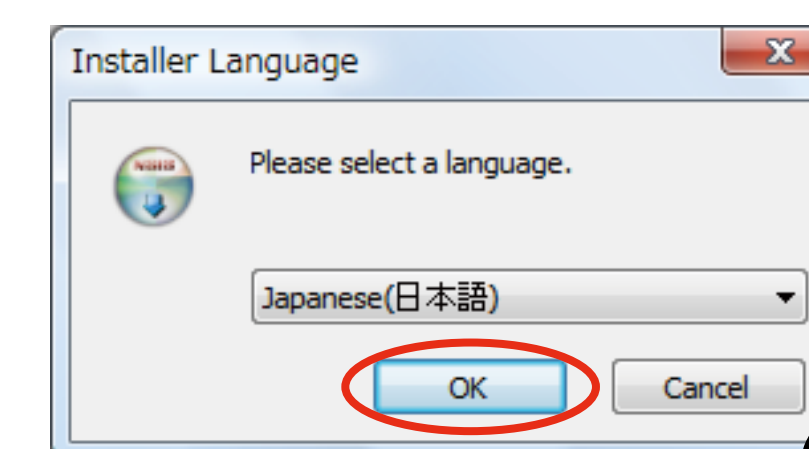 Installer Language
Please select a language.
Japanese(日本語)
OK
Cancel